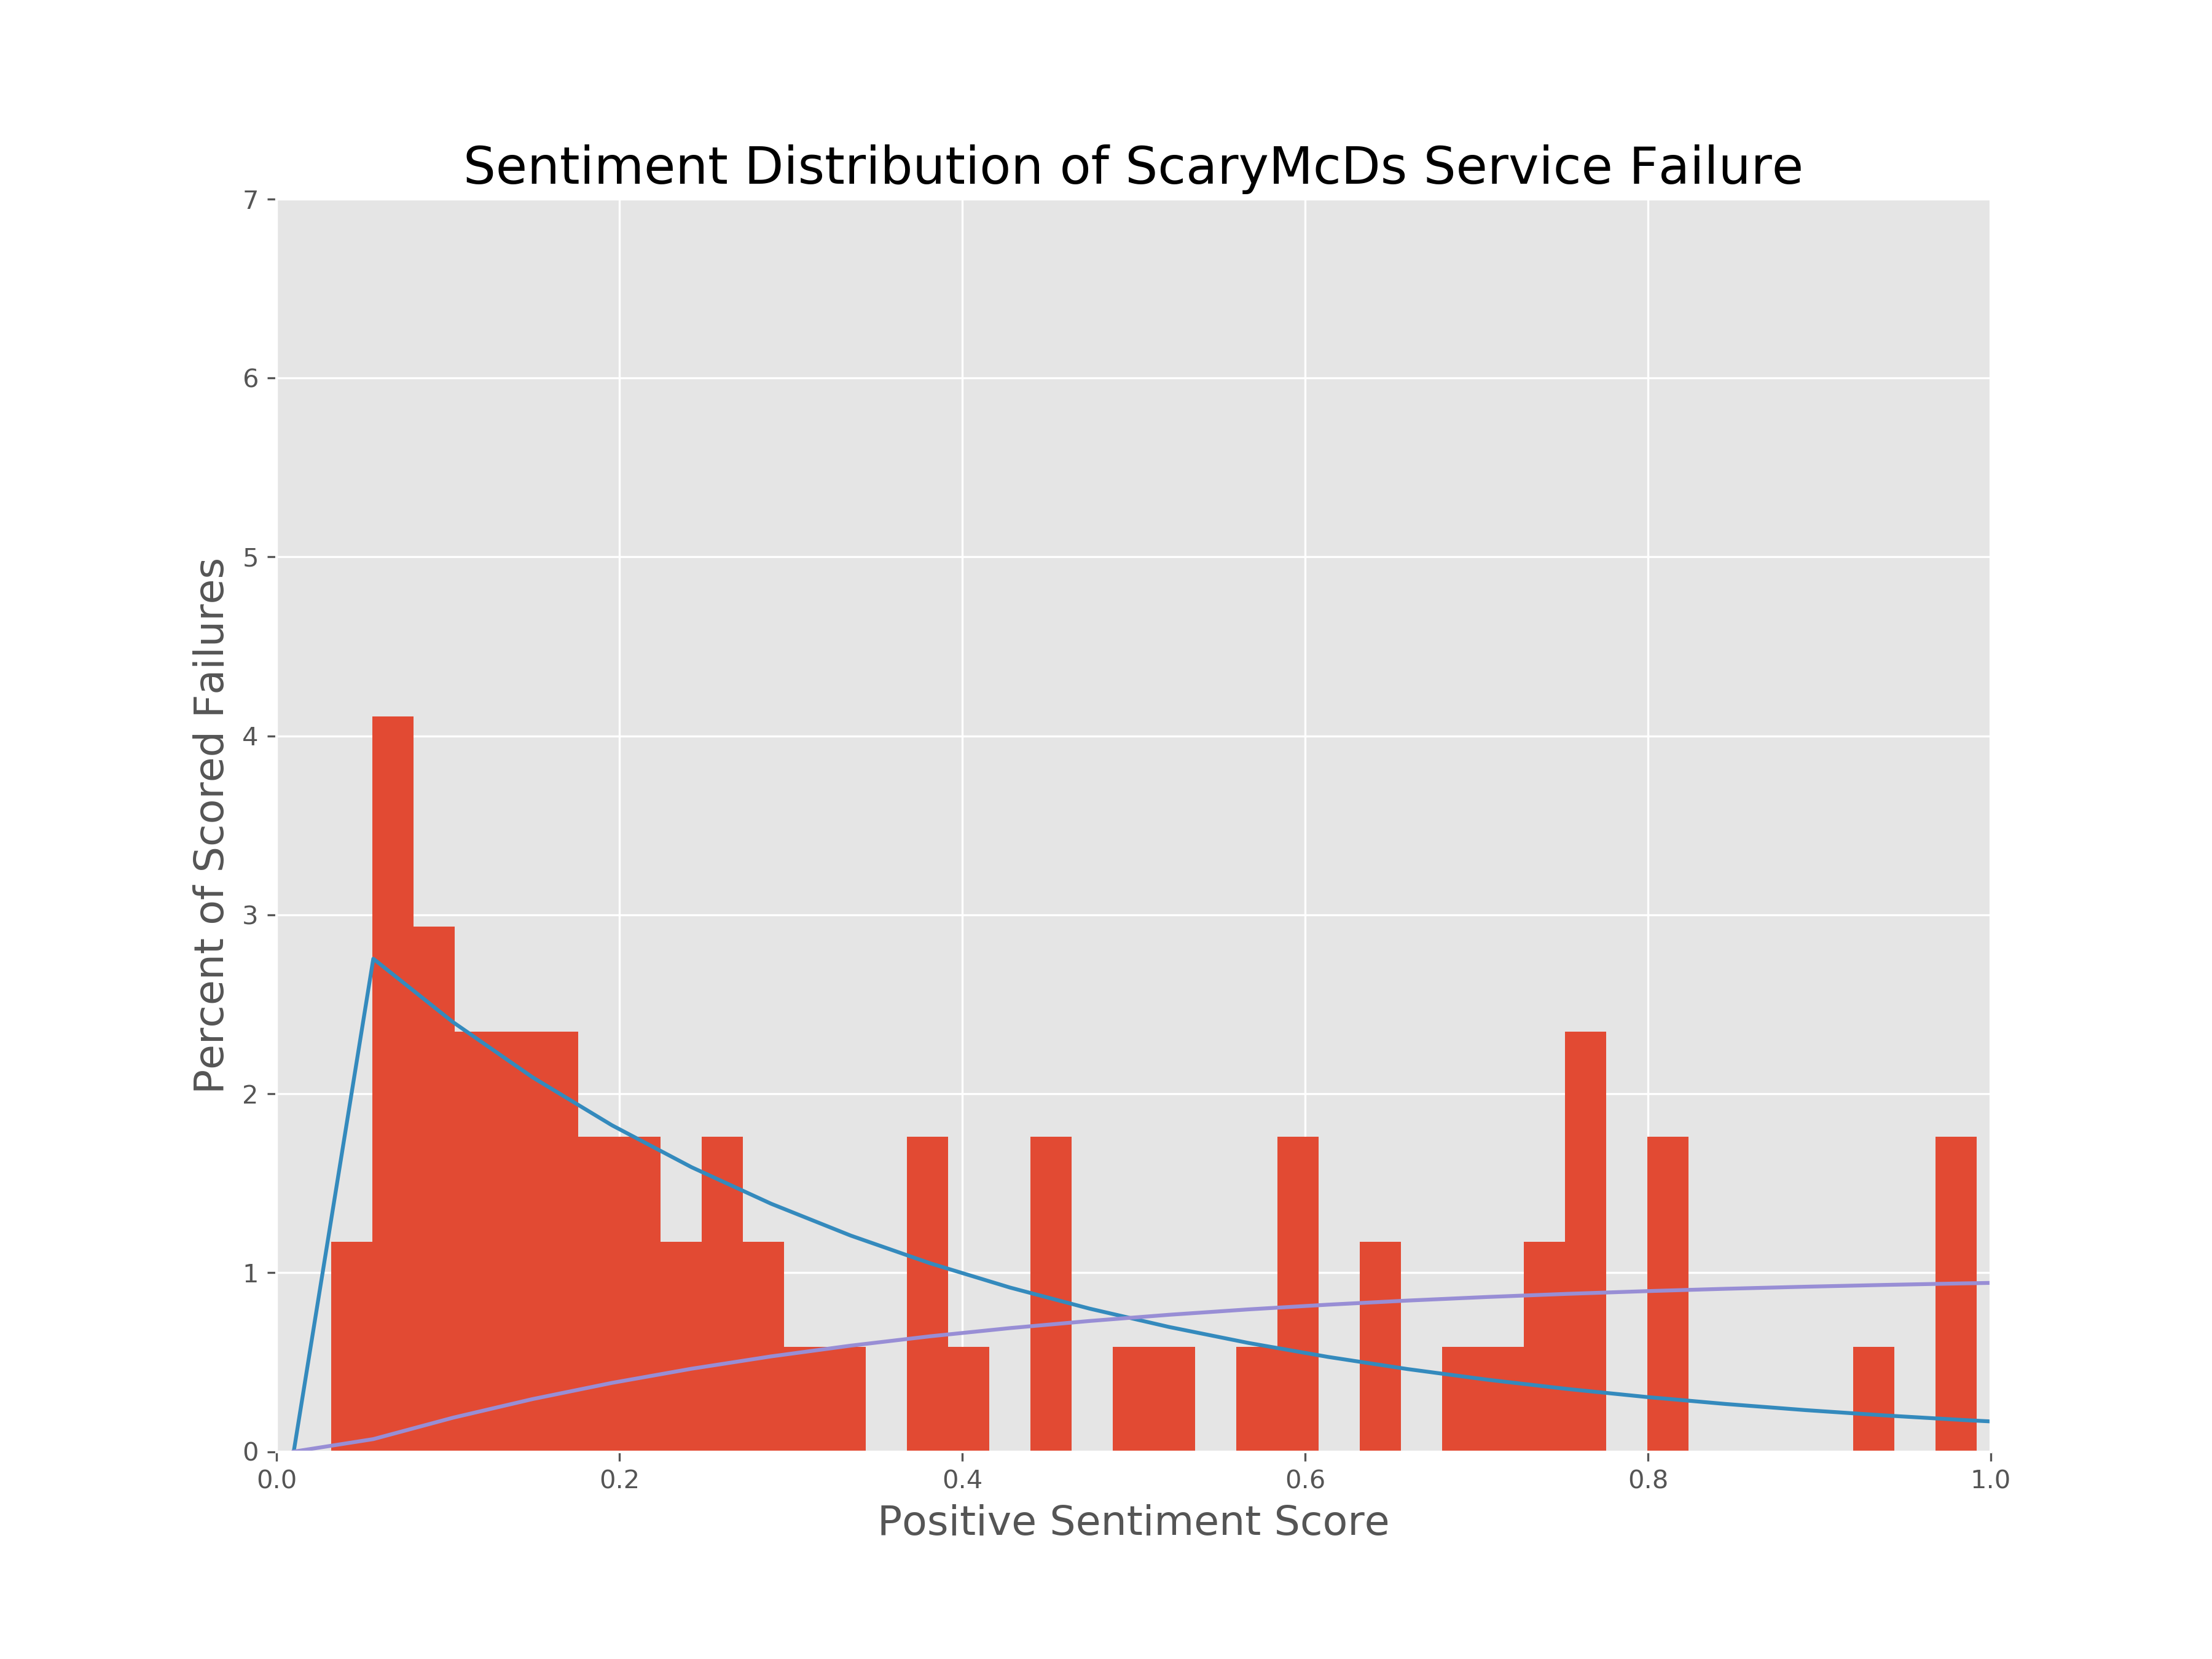 Sentiment Distribution of ScaryMcDs Service Failure
7
6
5
4
3
2
1
0
Percent of Scored Failures
0.0 0.2 0.4 0.6 0.8 1.0
Positive Sentiment Score